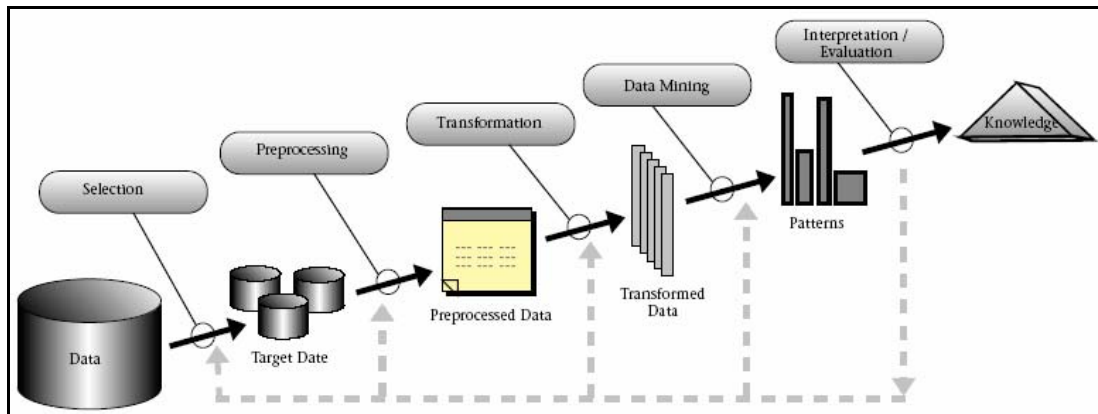 Interpretation /
Evaluation
Data Mining
Transformation
Preprocessing
Selection
Knowledge
Patterns
Transformed
Data
Preprocessed Data
Target Date
Data